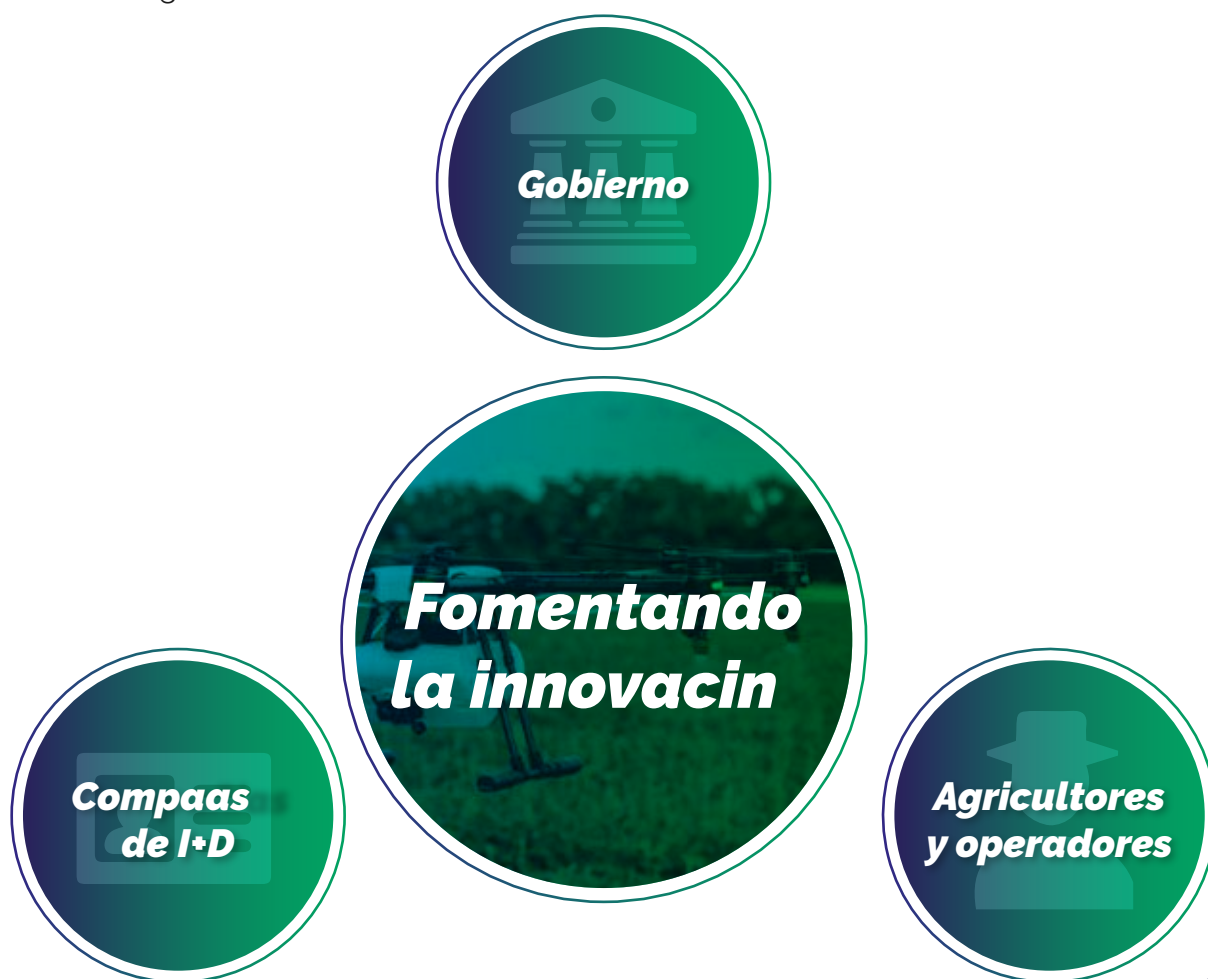 Gobierno
Fomentando
la innovacin
Compaas
de I+D
Agricultores
y operadores